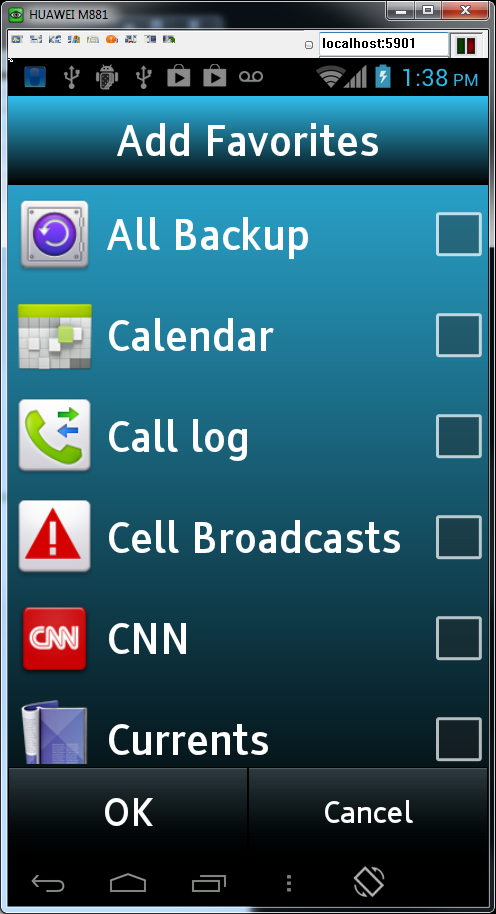 HUAWEI M881
localhost:5901
1:38 PM
Add Favorites
All Backup
Calendar
Call log
Cell Broadcasts
CNN
CNN
Currents
OK
Cancel